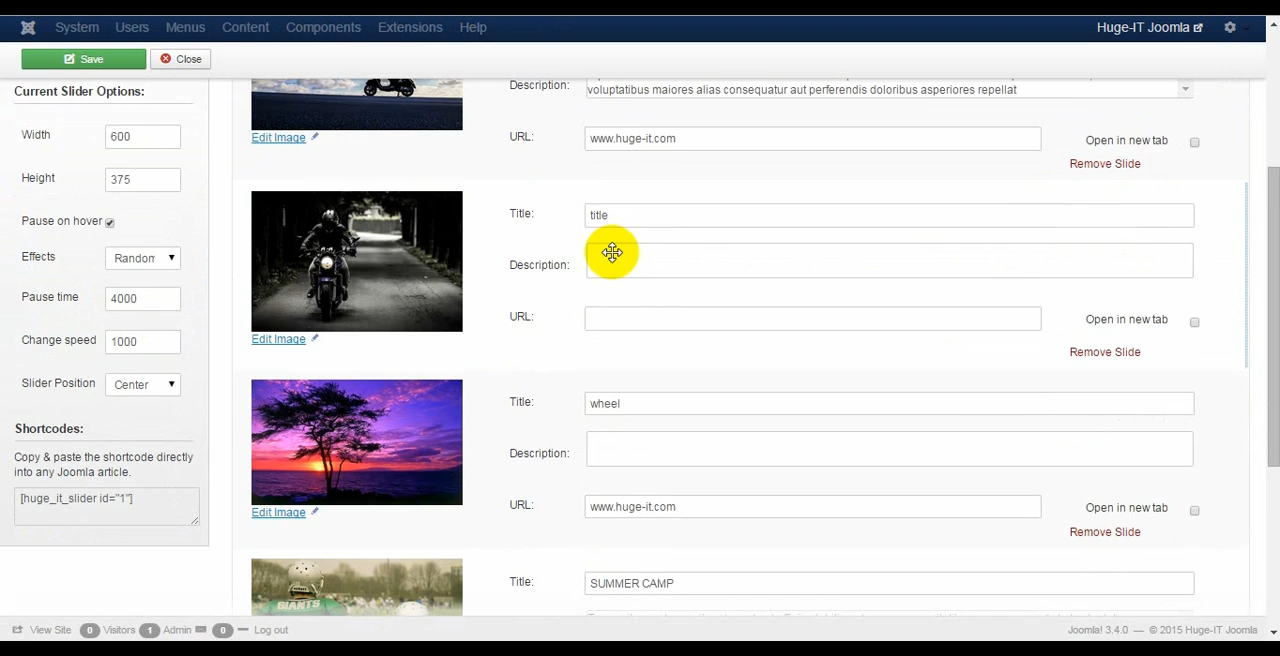 System Users Menus Content Components Extensions Help Huge-IT Joomla
Save Close
Current Slider Options:
Width 600
Height 375
Pause on hover
Effects Random
Pause time 4000
Change speed 1000
Slider Position Center
Shortcodes:
Copy & paste the shortcode directly
into any Joomla article.
[huge_it_slider id="1"]
Description:
voluptatibus maiores alias consequatur aut perferendis doloribus asperiores repellat
Edit Image
URL: www.huge-it.com Open in new tab
Remove Slide
Title: title
Description:
URL: Open in new tab
Edit Image
Remove Slide
Title: wheel
Description:
URL: www.huge-it.com Open in new tab
Edit Image
Remove Slide
GIANTS
Title: SUMMER CAMP
View Site 0 Visitors 1 Admin 0 Log out Joomla! 3.4.0 — © 2015 Huge-IT Joomla